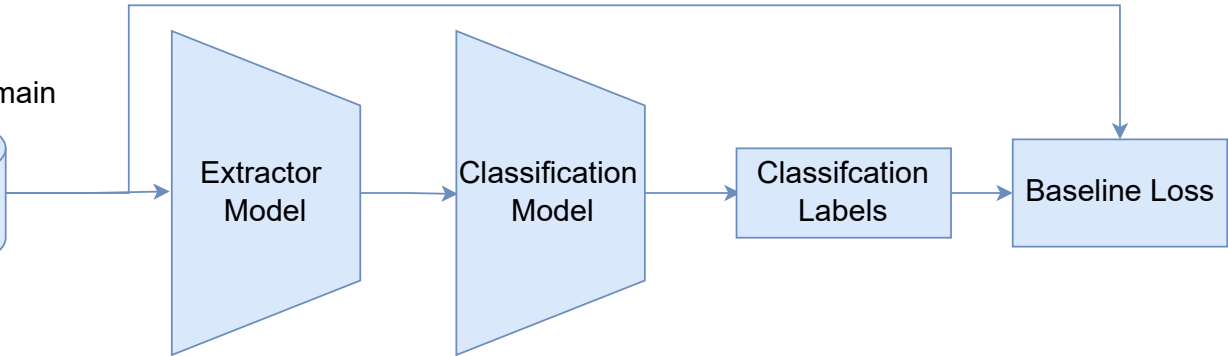 main
Extractor
Model
Classification
Model
Classifcation
Labels
Baseline Loss